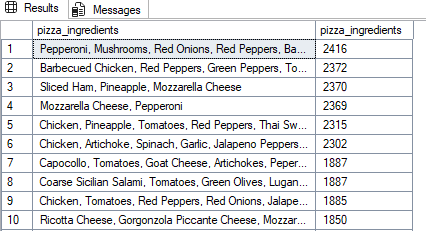 Results Messages
pizza_ingredients pizza_ingredients
1 Pepperoni, Mushrooms, Red Onions, Red Peppers, Ba... 2416
2 Barbecued Chicken, Red Peppers, Green Peppers, To... 2372
3 Sliced Ham, Pineapple, Mozzarella Cheese 2370
4 Mozzarella Cheese, Pepperoni 2369
5 Chicken, Pineapple, Tomatoes, Red Peppers, Thai Sw... 2315
6 Chicken, Artichoke, Spinach, Garlic, Jalapeno Peppers... 2302
7 Capocollo, Tomatoes, Goat Cheese, Artichokes, Peper... 1887
8 Coarse Sicilian Salami, Tomatoes, Green Olives, Lugan... 1887
9 Chicken, Tomatoes, Red Peppers, Red Onions, Jalape... 1885
10 Ricotta Cheese, Gorgonzola Piccante Cheese, Mozzar... 1850